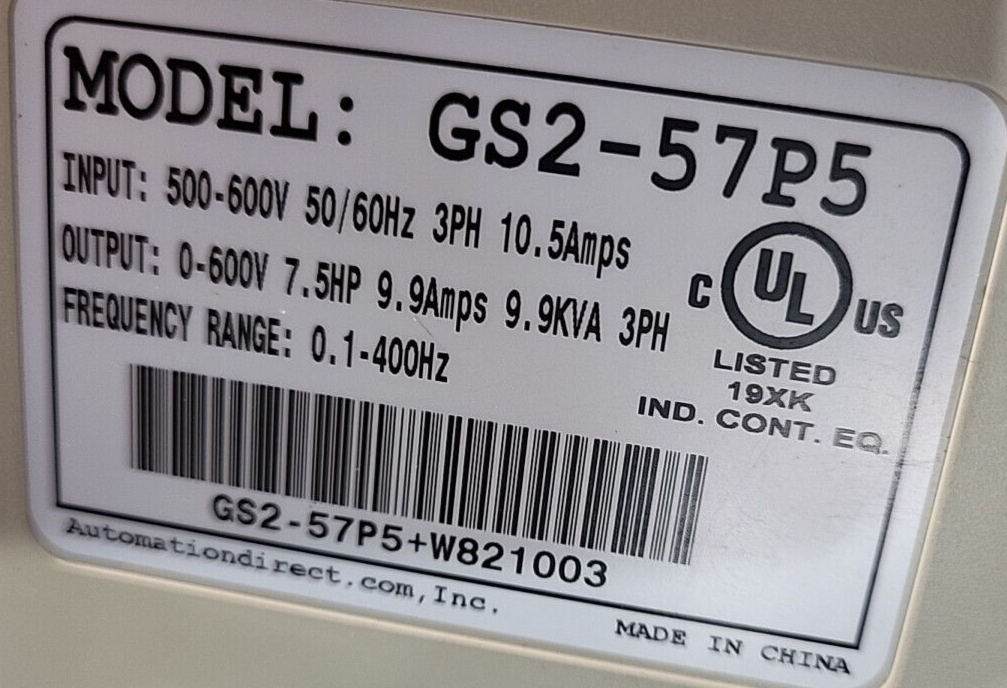 MODEL: GS2-57P5
INPUT: 500-600V 50/60Hz 3PH 10.5Amps
OUTPUT: 0-600V 7.5HP 9.9Amps 9.9KVA 3PH
FREQUENCY RANGE: 0.1-400Hz
C UL US
LISTED
19XK
IND. CONT. EQ.
GS2-57P5+W821003
Automationdirect.com,Inc.
MADE IN CHINA